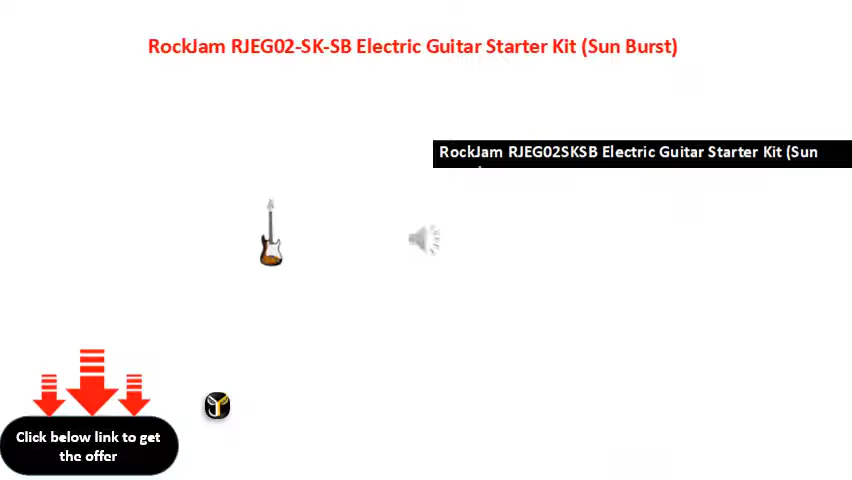 RockJam RJEG02-SK-SB Electric Guitar Starter Kit (Sun Burst)
RockJam RJEG02SKSB Electric Guitar Starter Kit (Sun
Click below link to get
the offer